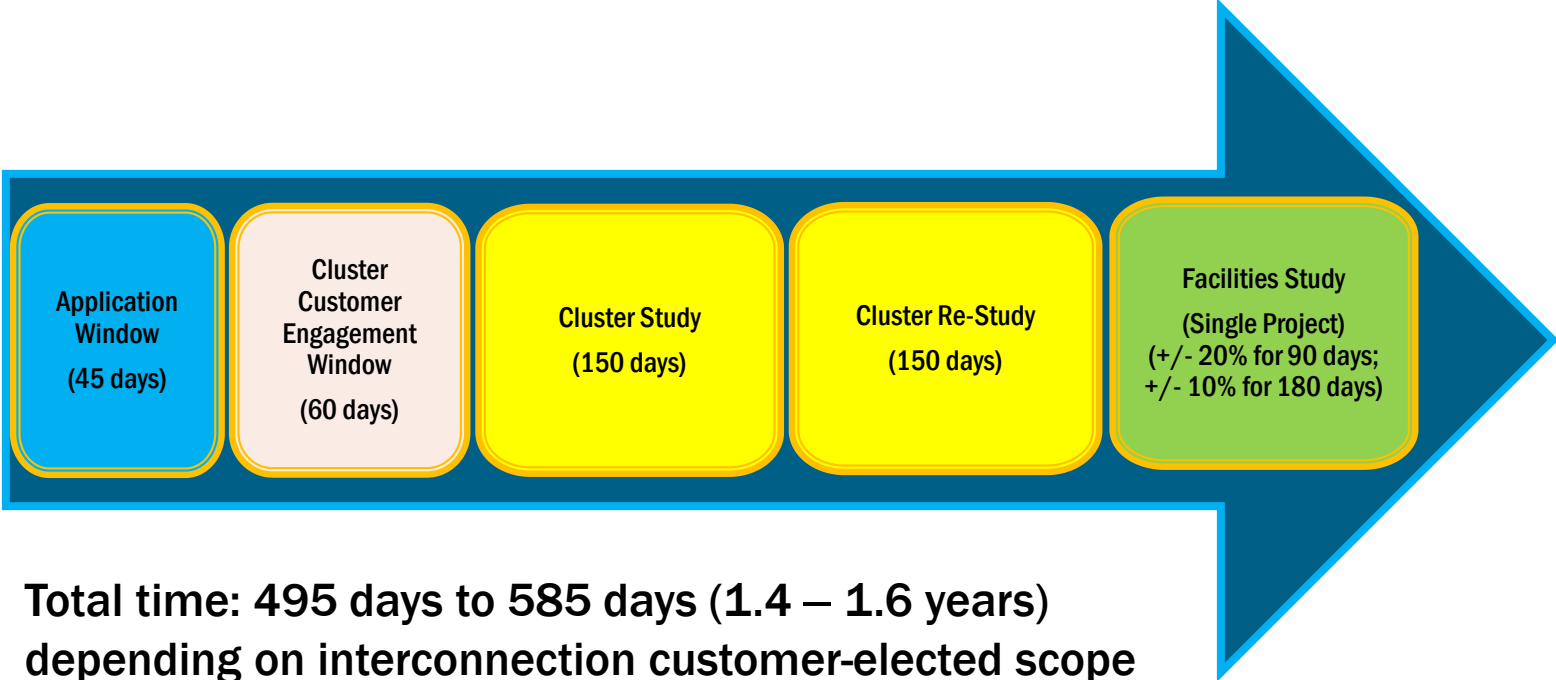 Application
Window
(45 days)
Cluster
Customer
Engagement
Window
(60 days)
Cluster Study
(150 days)
Cluster Re-Study
(150 days)
Facilities Study
(Single Project)
(+/- 20% for 90 days;
+/- 10% for 180 days)
Total time: 495 days to 585 days (1.4 – 1.6 years)
depending on interconnection customer-elected scope